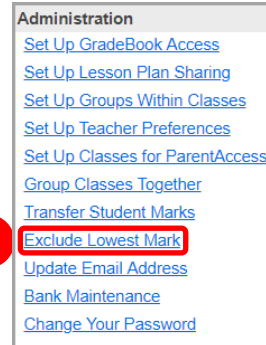 Administration
Set Up GradeBook Access
Set Up Lesson Plan Sharing
Set Up Groups Within Classes
Set Up Teacher Preferences
Set Up Classes for ParentAccess
Group Classes Together
Transfer Student Marks
Exclude Lowest Mark
Update Email Address
Bank Maintenance
Change Your Password